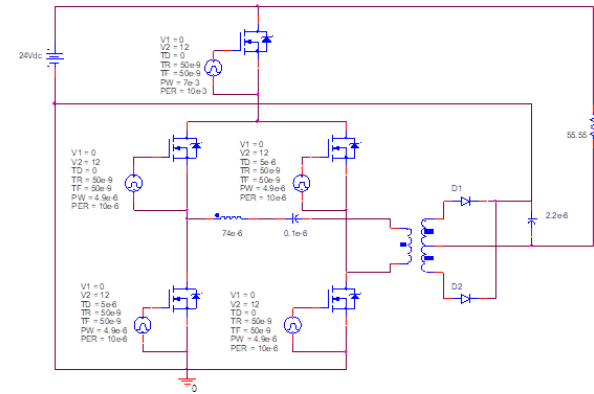 V1 = 0
V2 = 12
TD = 0
TR = 50e-9
TF = 50e-9
PW = 7e-3
PER = 10e-3
24Vdc
55.55
V1 = 0
V2 = 12
TD = 0
TR = 50e-9
TF = 50e-9
PW = 4.9e-6
PER = 10e-6
V1 = 0
V2 = 12
TD = 5e-6
TR = 50e-9
TF = 50e-9
PW = 4.9e-6
PER = 10e-6
D1
74e-6
0.1e-6
2.2e-6
V1 = 0
V2 = 12
TD = 5e-6
TR = 50e-9
TF = 50e-9
PW = 4.9e-6
PER = 10e-6
V1 = 0
V2 = 12
TD = 0
TR = 50e-9
TF = 50e-9
PW = 4.9e-6
PER = 10e-6
D2
0